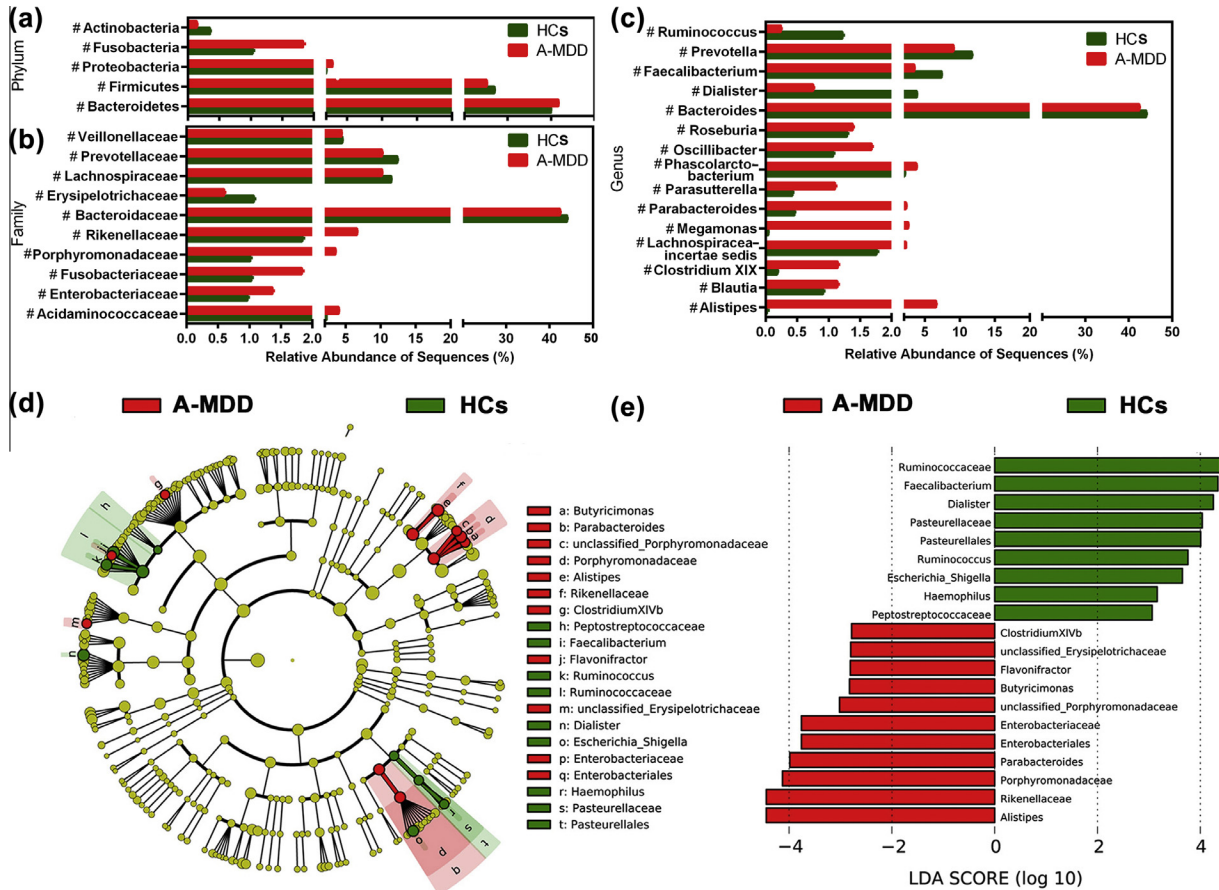 (a)
Phylum
# Actinobacteria
# Fusobacteria
# Proteobacteria
# Firmicutes
# Bacteroidetes
HCs
A-MDD
(b)
Family
# Veillonellaceae
# Prevotellaceae
# Lachnospiraceae
# Erysipelotrichaceae
# Bacteroidaceae
# Rikenellaceae
#Porphyromonadaceae
# Fusobacteriaceae
# Enterobacteriaceae
# Acidaminococcaceae
HCs
A-MDD
0.0 0.5 1.0 1.5 2.0 5 10 15 20 30 40 50
Relative Abundance of Sequences (%)
(c)
Genus
# Ruminococcus
# Prevotella
# Faecalibacterium
# Dialister
# Bacteroides
# Roseburia
# Oscillibacter
# Phascolarcto-
bacterium
# Parasutterella
# Parabacteroides
# Megamonas
# Lachnospiracea-
incertae sedis
# Clostridium XIX
# Blautia
# Alistipes
HCs
A-MDD
0.0 0.5 1.0 1.5 2.0 5 10 15 20 30 40 50
Relative Abundance of Sequences (%)
(d)
A-MDD
HCs
g
h
l
k
m
n
f
e
d
c b a
o
d
b
r
s
t
a: Butyricimonas
b: Parabacteroides
c: unclassified_Porphyromonadaceae
d: Porphyromonadaceae
e: Alistipes
f: Rikenellaceae
g: ClostridiumXIVb
h: Peptostreptococcaceae
i: Faecalibacterium
j: Flavonifractor
k: Ruminococcus
l: Ruminococcaceae
m: unclassified_Erysipelotrichaceae
n: Dialister
o: Escherichia_Shigella
p: Enterobacteriaceae
q: Enterobacteriales
r: Haemophilus
s: Pasteurellaceae
t: Pasteurellales
(e)
A-MDD
HCs
Ruminococcaceae
Faecalibacterium
Dialister
Pasteurellaceae
Pasteurellales
Ruminococcus
Escherichia_Shigella
Haemophilus
Peptostreptococcaceae
ClostridiumXIVb
unclassified_Erysipelotrichaceae
Flavonifractor
Butyricimonas
unclassified_Porphyromonadaceae
Enterobacteriaceae
Enterobacteriales
Parabacteroides
Porphyromonadaceae
Rikenellaceae
Alistipes
−4 −2 0 2 4
LDA SCORE (log 10)